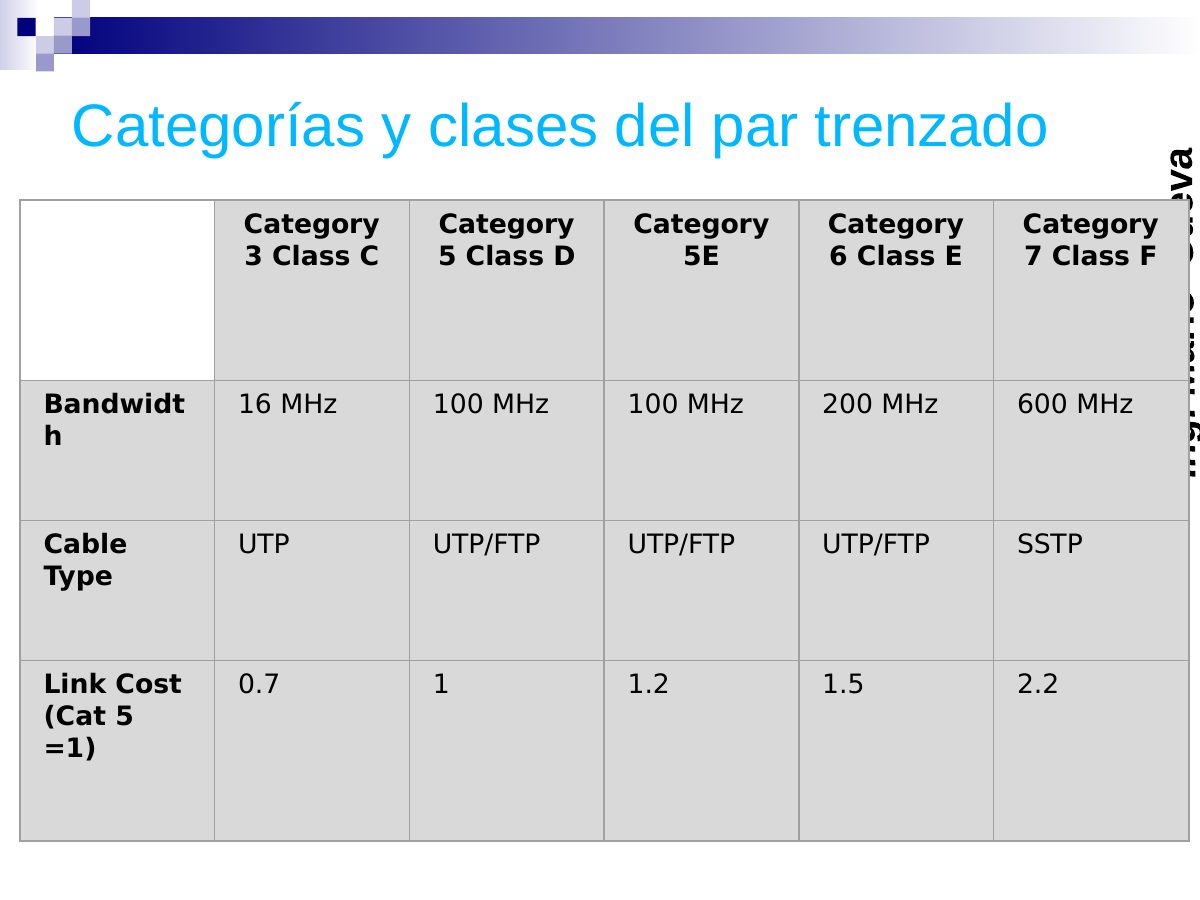 Categorías y clases del par trenzado
Category
3 Class C
Category
5 Class D
Category
5E
Category
6 Class E
Category
7 Class F
Bandwidt
h
16 MHz
100 MHz
100 MHz
200 MHz
600 MHz
Cable
Type
UTP
UTP/FTP
UTP/FTP
UTP/FTP
SSTP
Link Cost
(Cat 5
=1)
0.7
1
1.2
1.5
2.2